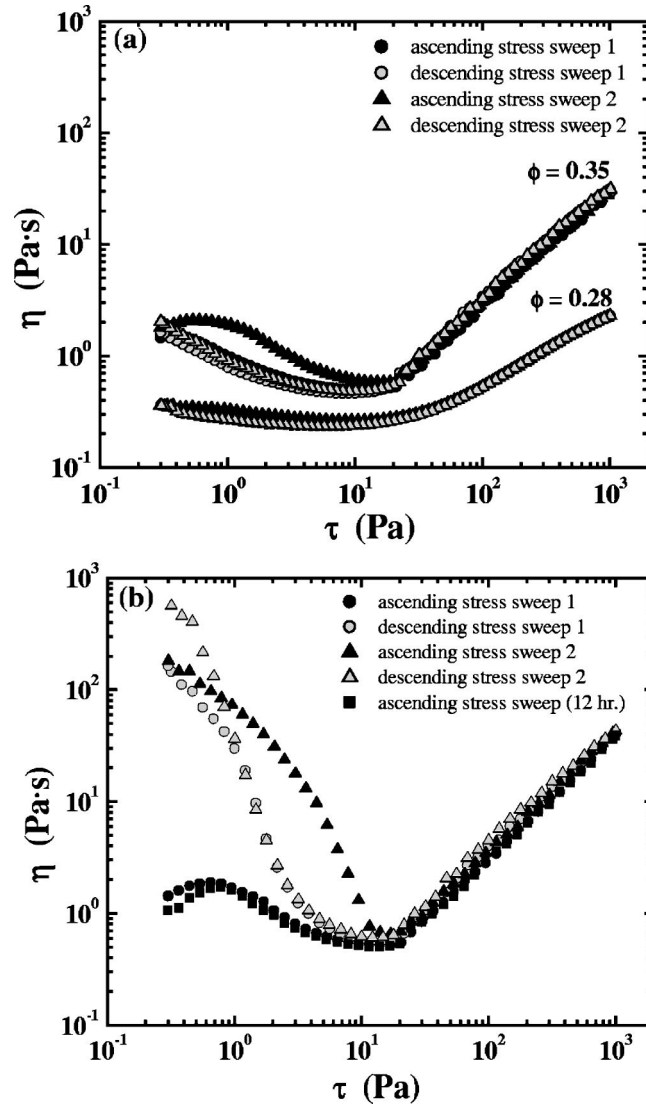 (a)
ascending stress sweep 1
descending stress sweep 1
ascending stress sweep 2
descending stress sweep 2
10³
10²
10¹
10⁰
10⁻¹
η (Pa·s)
ϕ = 0.35
ϕ = 0.28
10⁻¹ 10⁰ 10¹ 10² 10³
τ (Pa)
(b)
ascending stress sweep 1
descending stress sweep 1
ascending stress sweep 2
descending stress sweep 2
ascending stress sweep (12 hr.)
10³
10²
10¹
10⁰
10⁻¹
η (Pa·s)
10⁻¹ 10⁰ 10¹ 10² 10³
τ (Pa)